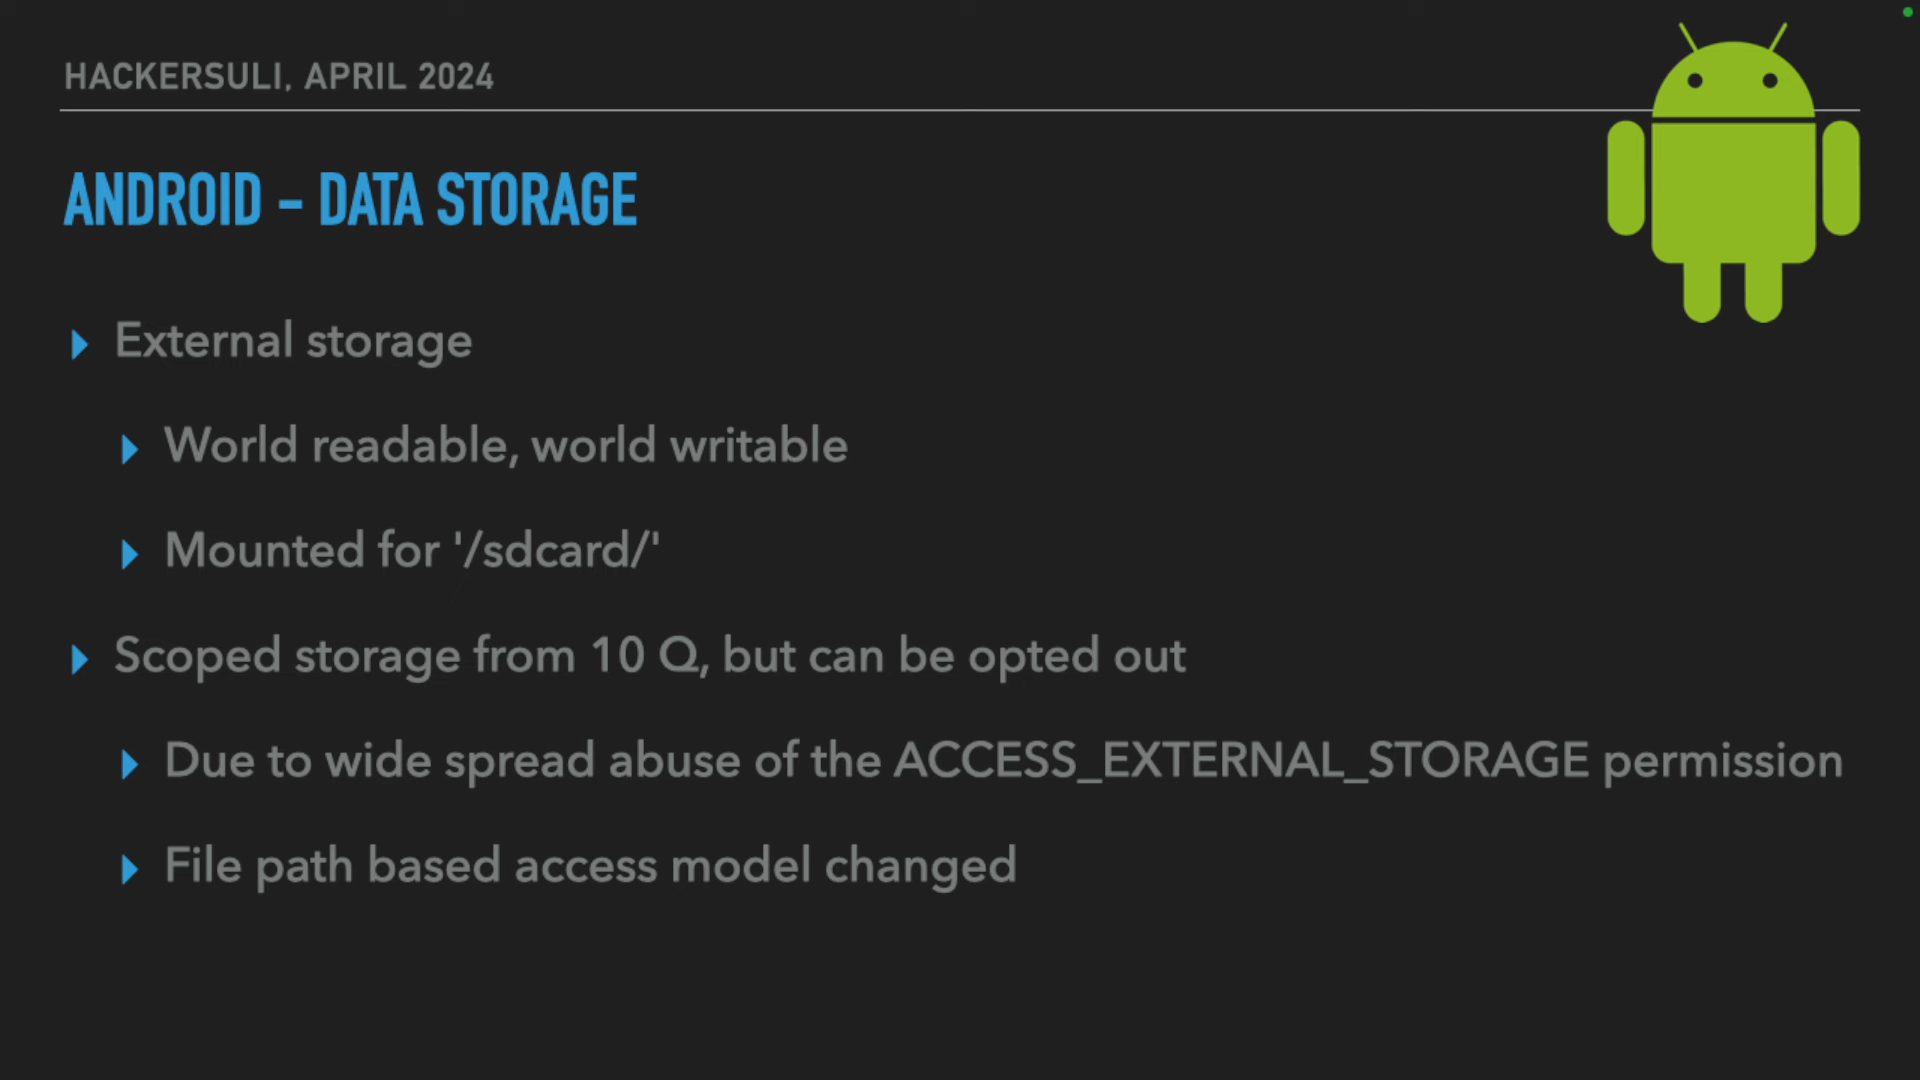 HACKERSULI, APRIL 2024
ANDROID - DATA STORAGE
External storage
World readable, world writable
Mounted for '/sdcard/'
Scoped storage from 10 Q, but can be opted out
Due to wide spread abuse of the ACCESS_EXTERNAL_STORAGE permission
File path based access model changed